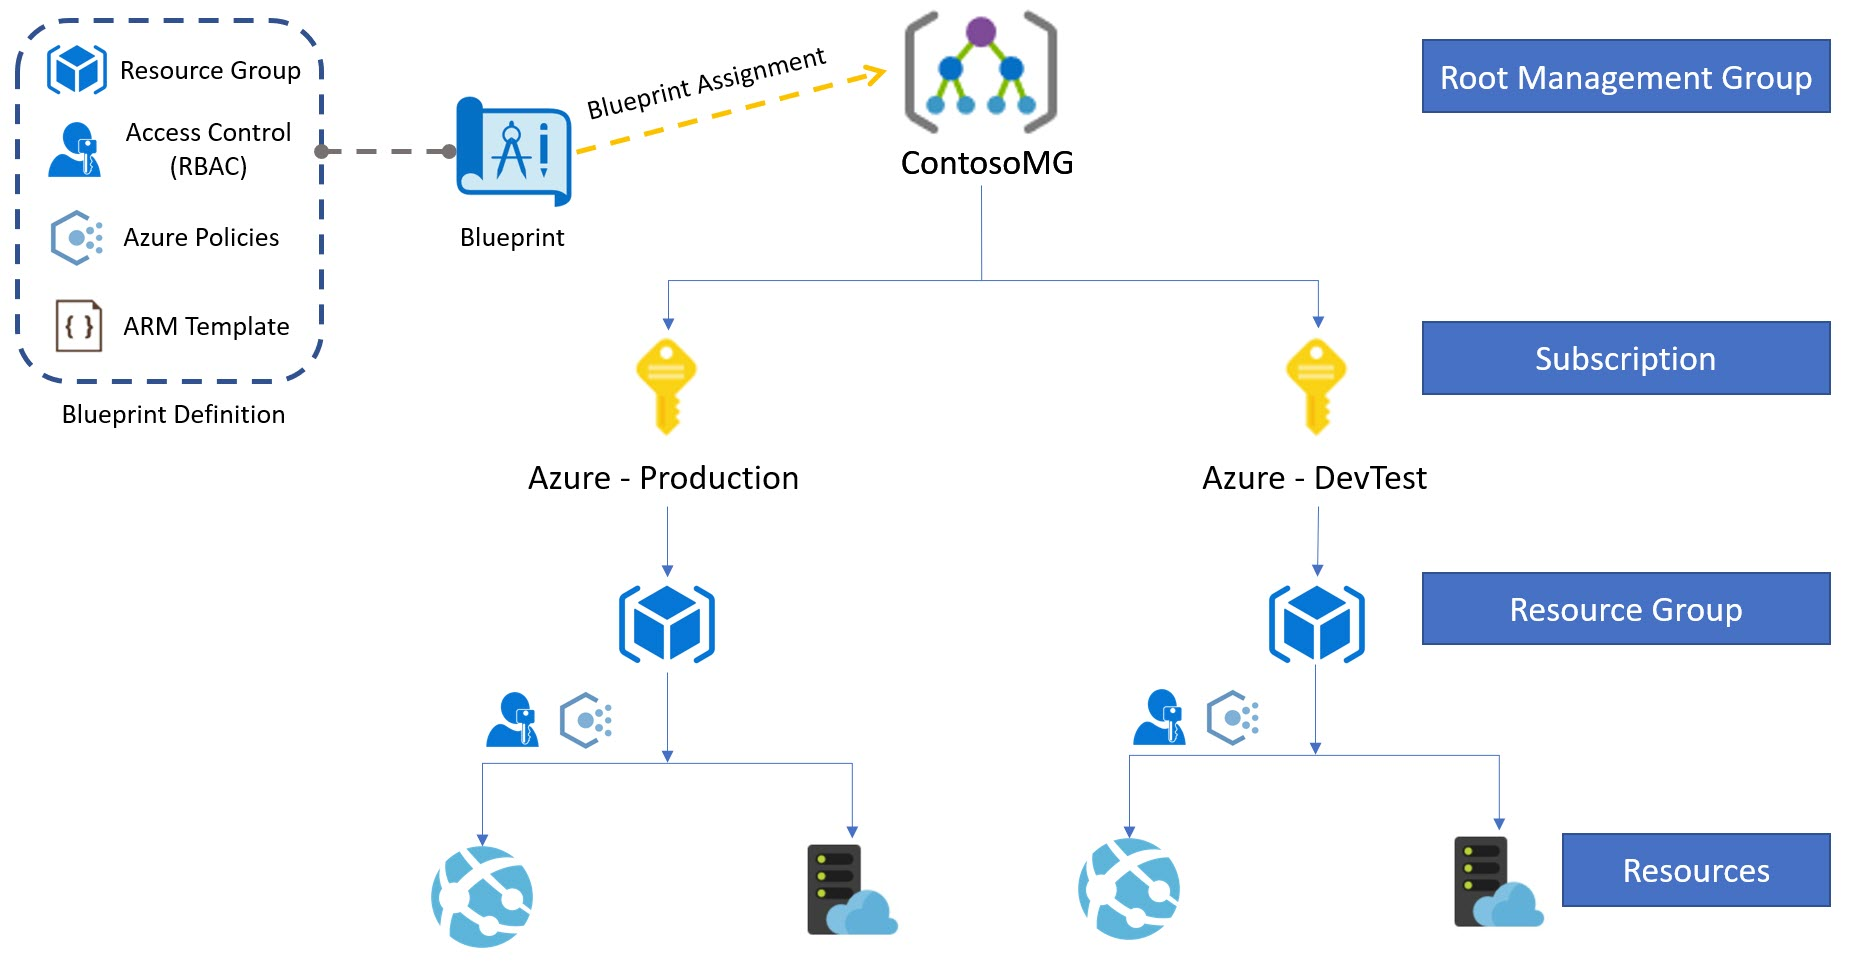 Resource Group
Access Control
(RBAC)
Azure Policies
{ }
ARM Template
Blueprint Definition
Blueprint
Blueprint Assignment
ContosoMG
Root Management Group
Subscription
Azure - Production
Azure - DevTest
Resource Group
Resources